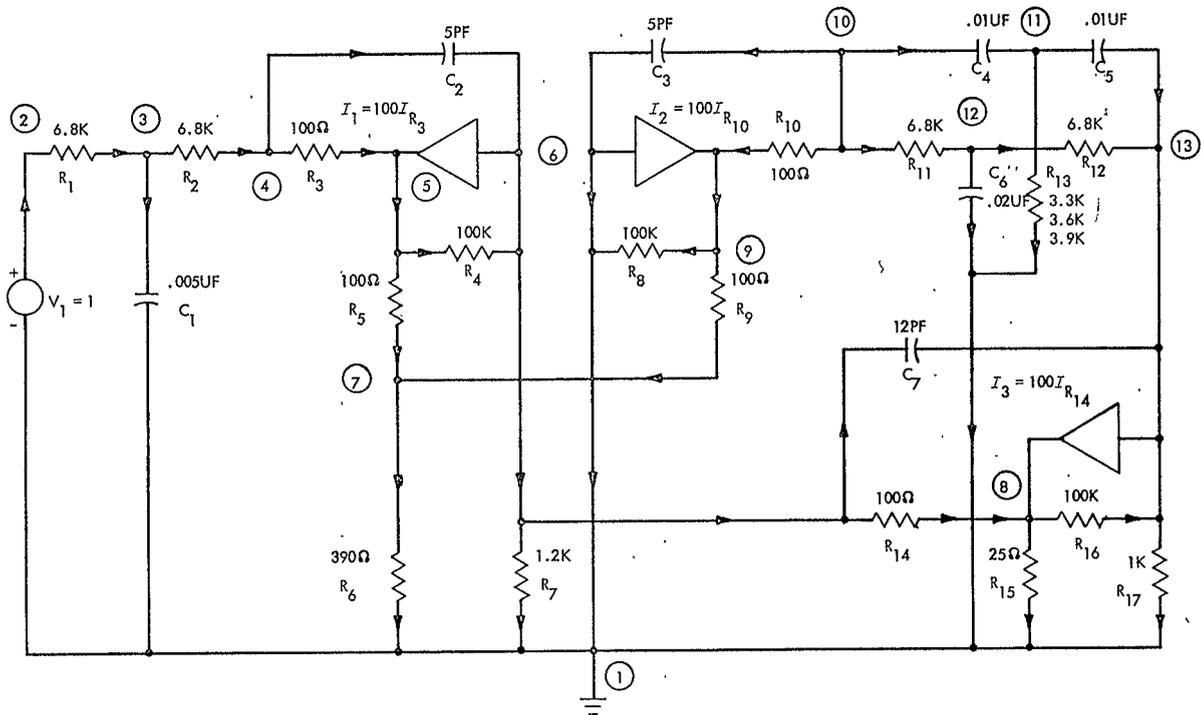 5PF
C2
5PF
C3
10
.01UF
C4
11
.01UF
C5
2
6.8K
R1
3
6.8K
R2
4
100Ω
R3
I1 = 100IR3
5
6
I2 = 100IR10
R10
100Ω
6.8K
R11
12
6.8K
R12
13
C6
.02UF
R13
3.3K
3.6K
3.9K
100K
R4
100K
R8
9
100Ω
R9
+
V1 = 1
-
.005UF
C1
100Ω
R5
7
12PF
C7
I3 = 100IR14
8
100Ω
R14
100K
R16
390Ω
R6
1.2K
R7
25Ω
R15
1K
R17
1